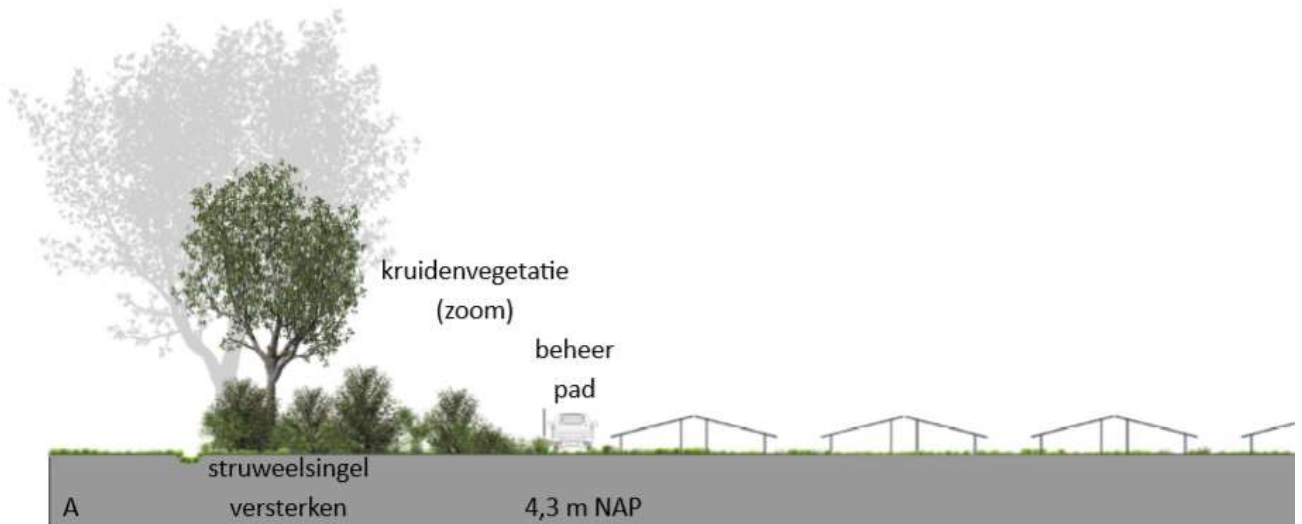 kruidenvegetatie
(zoom)
beheer
pad
struweelsingel
versterken
A
4,3 m NAP